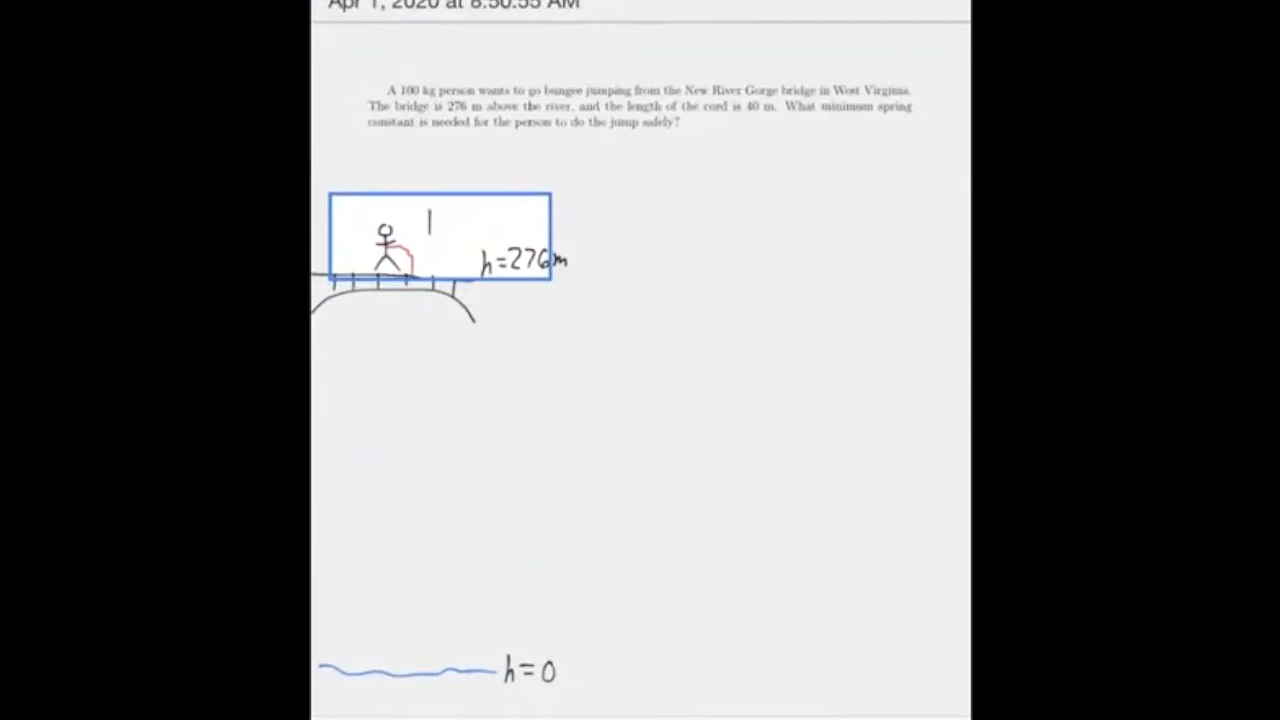 Apr 1, 2020 at 8:50:55 AM
A 100 kg person wants to go bungee jumping from the New River Gorge bridge in West Virginia.
The bridge is 276 m above the river, and the length of the cord is 40 m. What minimum spring
constant is needed for the person to do the jump safely?
h=276m
h=0